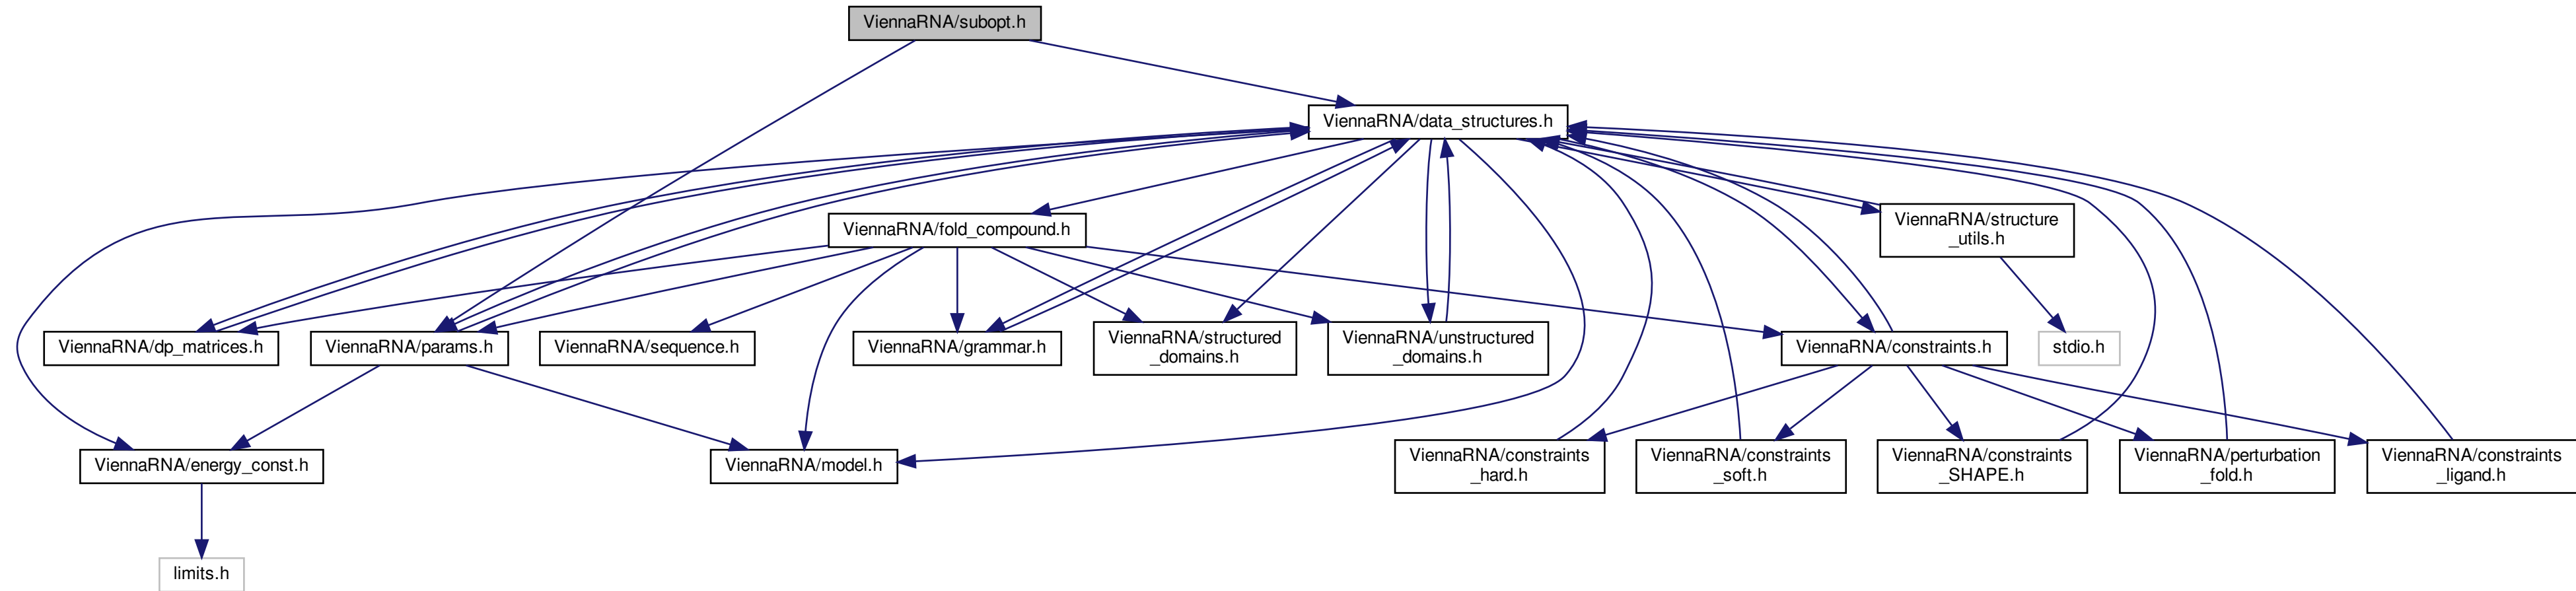 ViennaRNA/subopt.h
ViennaRNA/data_structures.h
ViennaRNA/fold_compound.h
ViennaRNA/structure
_utils.h
ViennaRNA/dp_matrices.h
ViennaRNA/params.h
ViennaRNA/sequence.h
ViennaRNA/grammar.h
ViennaRNA/structured
_domains.h
ViennaRNA/unstructured
_domains.h
ViennaRNA/constraints.h
stdio.h
ViennaRNA/energy_const.h
ViennaRNA/model.h
ViennaRNA/constraints
_hard.h
ViennaRNA/constraints
_soft.h
ViennaRNA/constraints
_SHAPE.h
ViennaRNA/perturbation
_fold.h
ViennaRNA/constraints
_ligand.h
limits.h